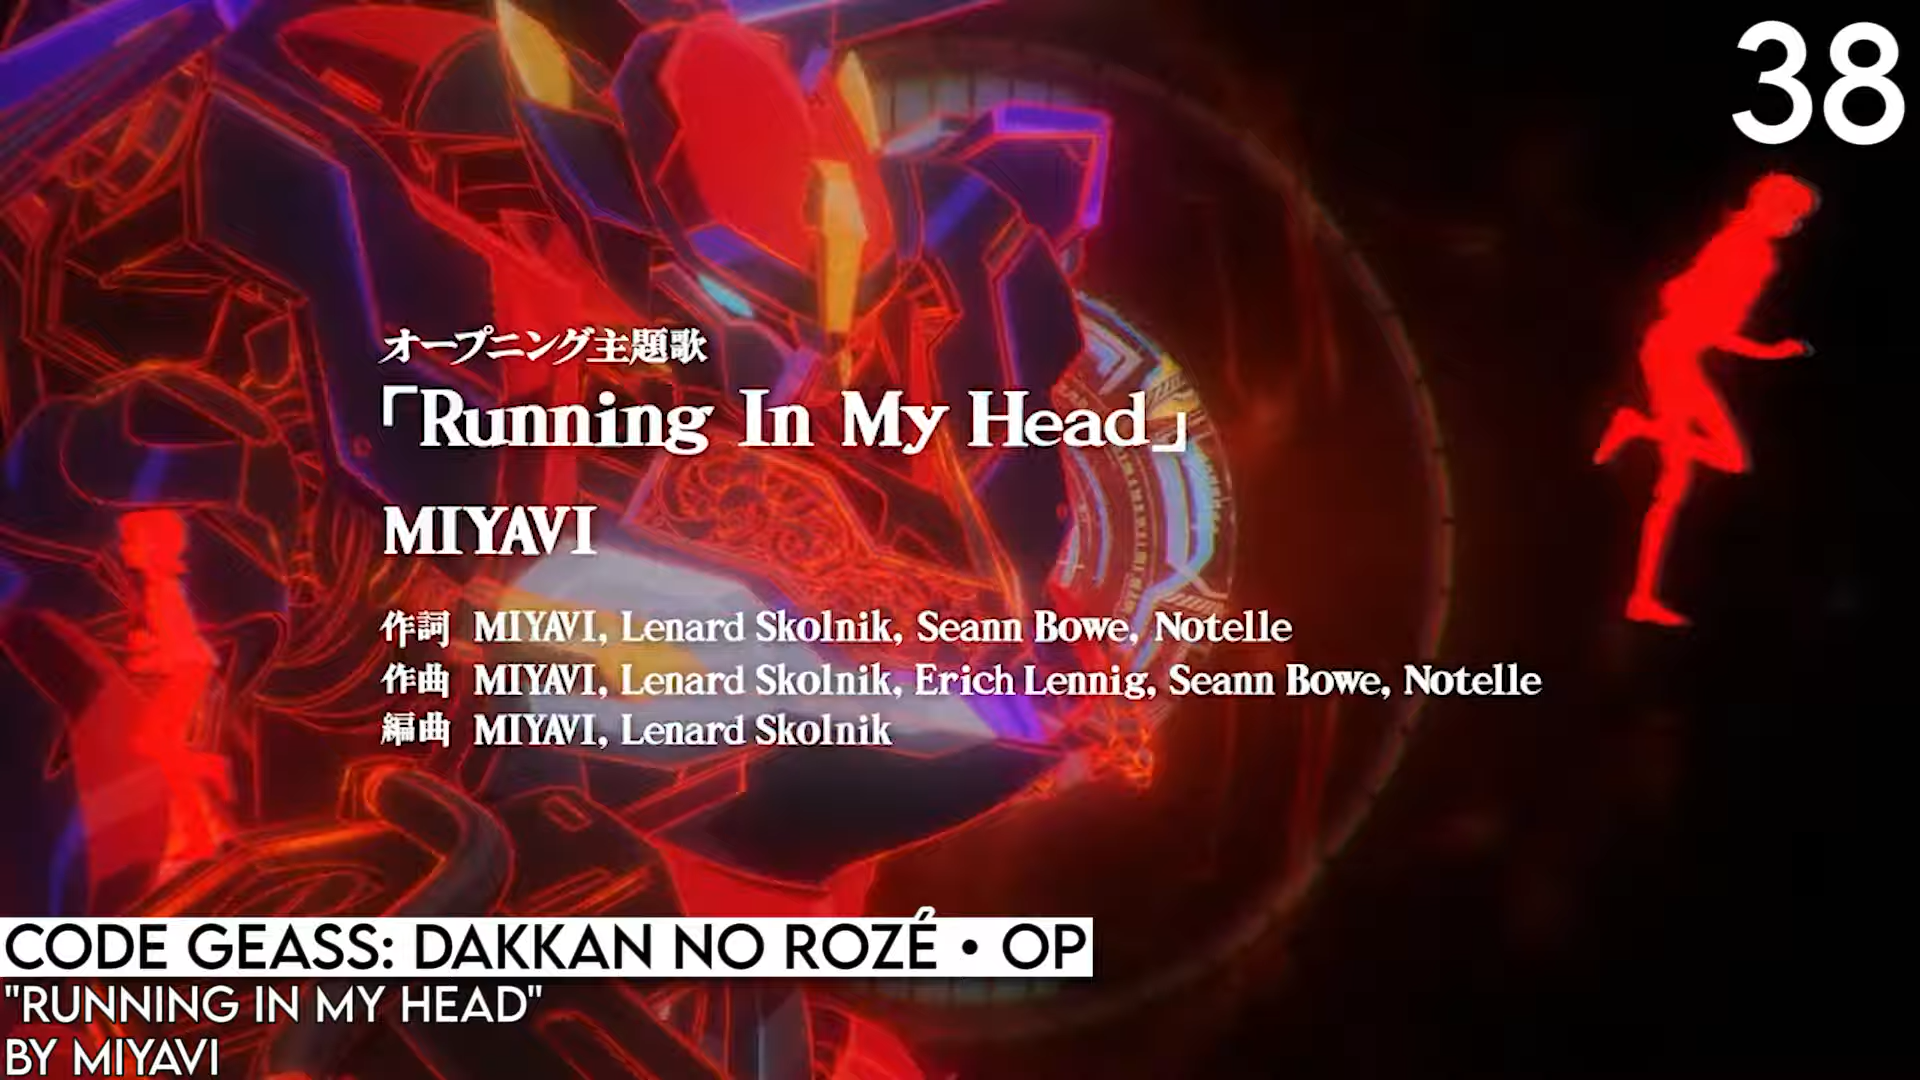 38
オープニング主題歌
「Running In My Head」
MIYAVI
作詞 MIYAVI, Lenard Skolnik, Seann Bowe, Notelle
作曲 MIYAVI, Lenard Skolnik, Erich Lennig, Seann Bowe, Notelle
編曲 MIYAVI, Lenard Skolnik
CODE GEASS: DAKKAN NO ROZÉ • OP
"RUNNING IN MY HEAD"
BY MIYAVI